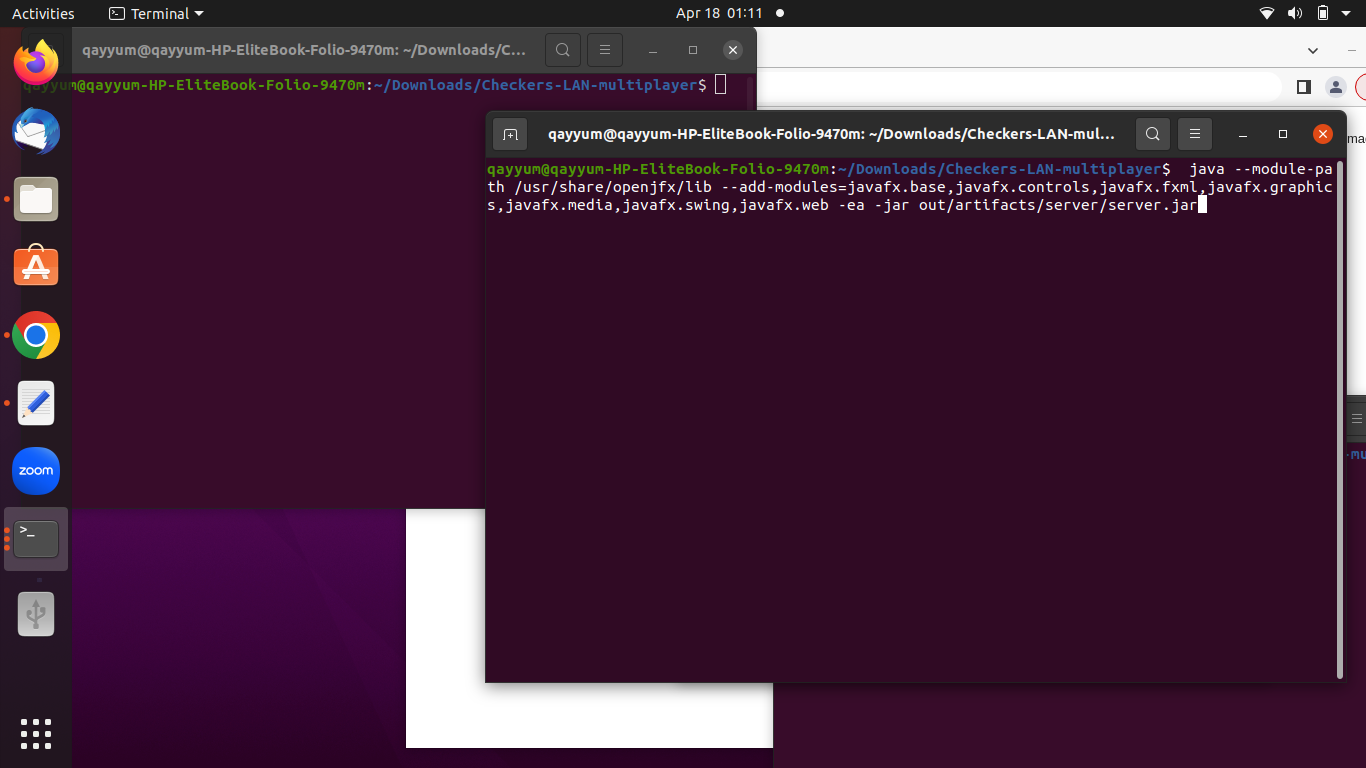 Activities
Terminal
Apr 18 01:11
qayyum@qayyum-HP-EliteBook-Folio-9470m: ~/Downloads/C...
qayyum@qayyum-HP-EliteBook-Folio-9470m:~/Downloads/Checkers-LAN-multiplayer$
qayyum@qayyum-HP-EliteBook-Folio-9470m: ~/Downloads/Checkers-LAN-mul...
qayyum@qayyum-HP-EliteBook-Folio-9470m:~/Downloads/Checkers-LAN-multiplayer$  java --module-pa
th /usr/share/openjfx/lib --add-modules=javafx.base,javafx.controls,javafx.fxml,javafx.graphic
s,javafx.media,javafx.swing,javafx.web -ea -jar out/artifacts/server/server.jar
zoom
>_